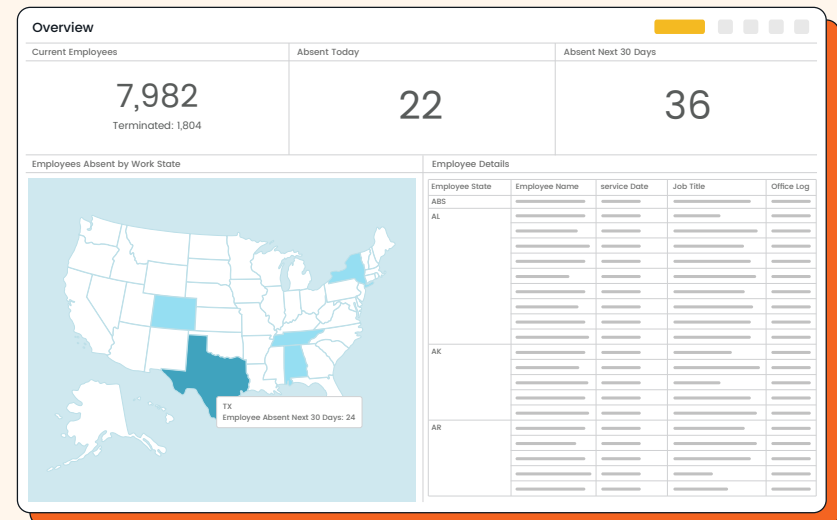 Overview
Current Employees
Absent Today
Absent Next 30 Days
7,982
Terminated: 1,804
22
36
Employees Absent by Work State
Employee Details
Employee State
Employee Name
service Date
Job Title
Office Log
ABS
AL
AK
AR
TX
Employee Absent Next 30 Days: 24